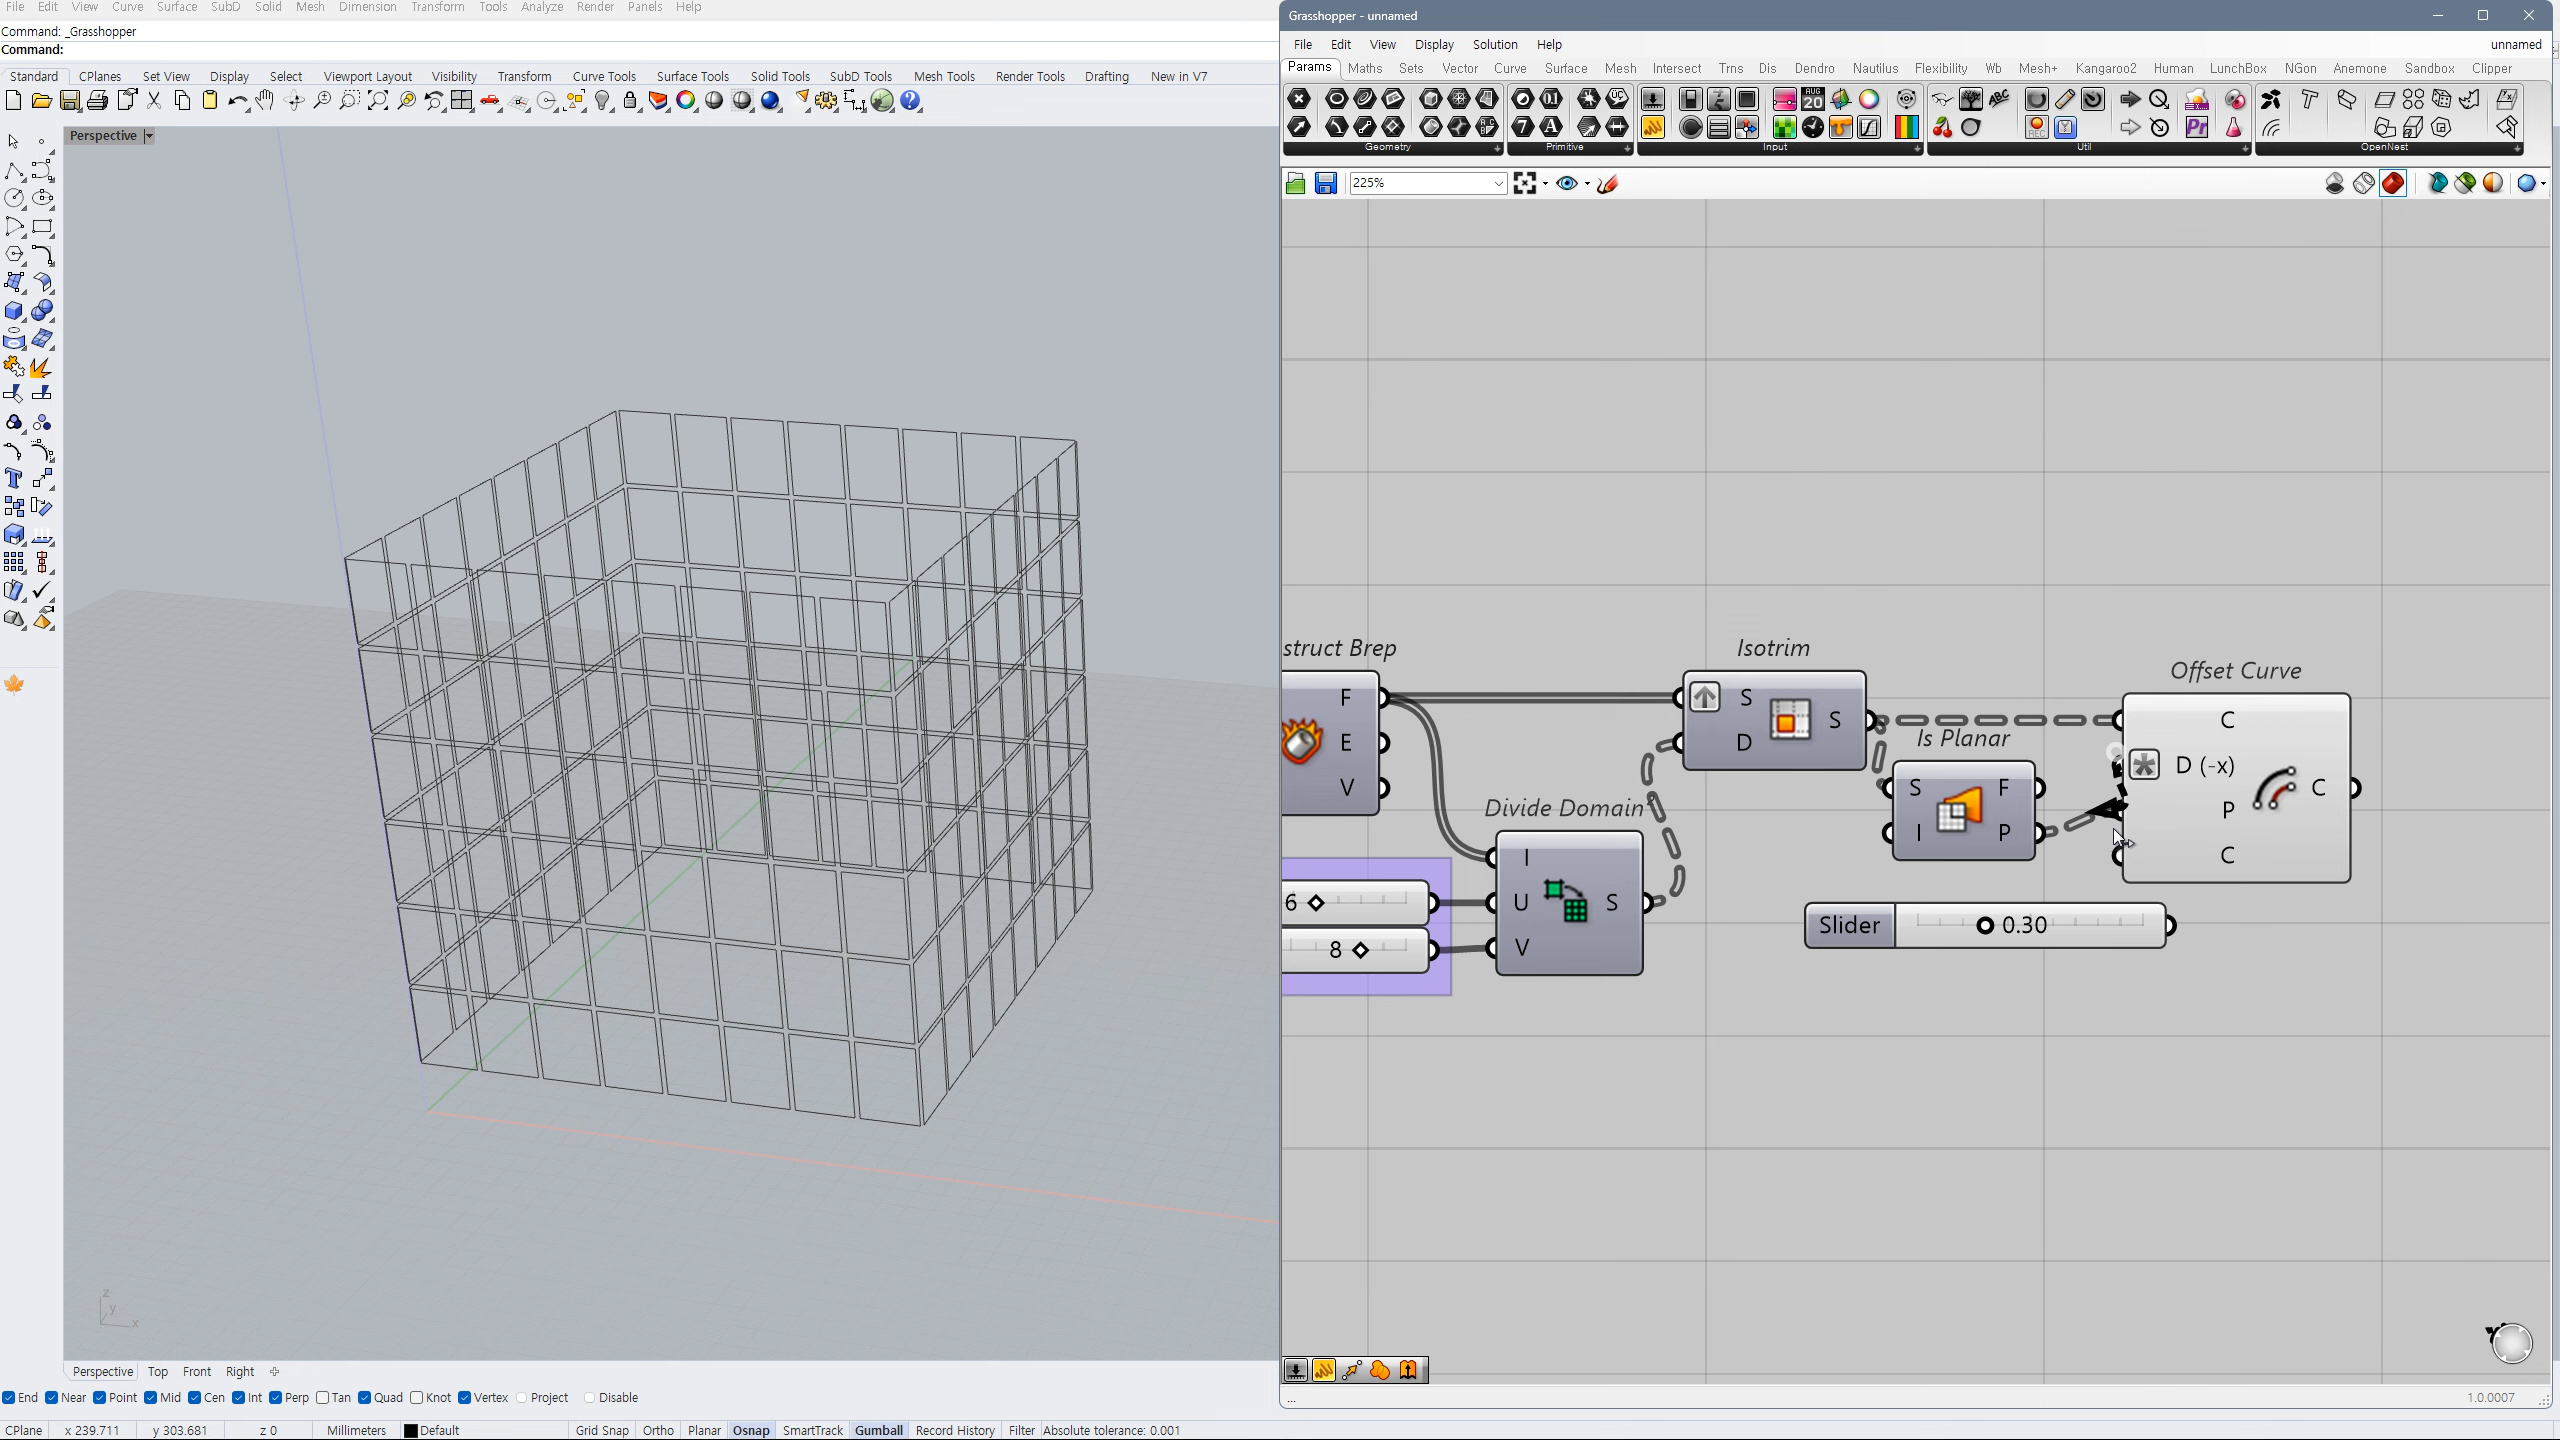 File Edit View Curve Surface SubD Solid Mesh Dimension Transform Tools Analyze Render Panels Help
Command: _Grasshopper
Command:
Standard CPlanes Set View Display Select Viewport Layout Visibility Transform Curve Tools Surface Tools Solid Tools SubD Tools Mesh Tools Render Tools Drafting New in V7
Perspective
z
y
x
Perspective Top Front Right
End Near Point Mid Cen Int Perp Tan Quad Knot Vertex Project Disable
CPlane x 239.711 y 303.681 z 0 Millimeters Default Grid Snap Ortho Planar Osnap SmartTrack Gumball Record History Filter Absolute tolerance: 0.001
Grasshopper - unnamed
File Edit View Display Solution Help unnamed
Params Maths Sets Vector Curve Surface Mesh Intersect Trns Dis Dendro Nautilus Flexibility Wb Mesh+ Kangaroo2 Human LunchBox NGon Anemone Sandbox Clipper
Geometry Primitive Input Util OpenNest
225%
struct Brep
F
E
V
Isotrim
S
D
S
Is Planar
S F
I P
Offset Curve
C
D (-x)
P
C
C
Divide Domain²
I
U
V
S
6
8
Slider 0.30
... 1.0.0007